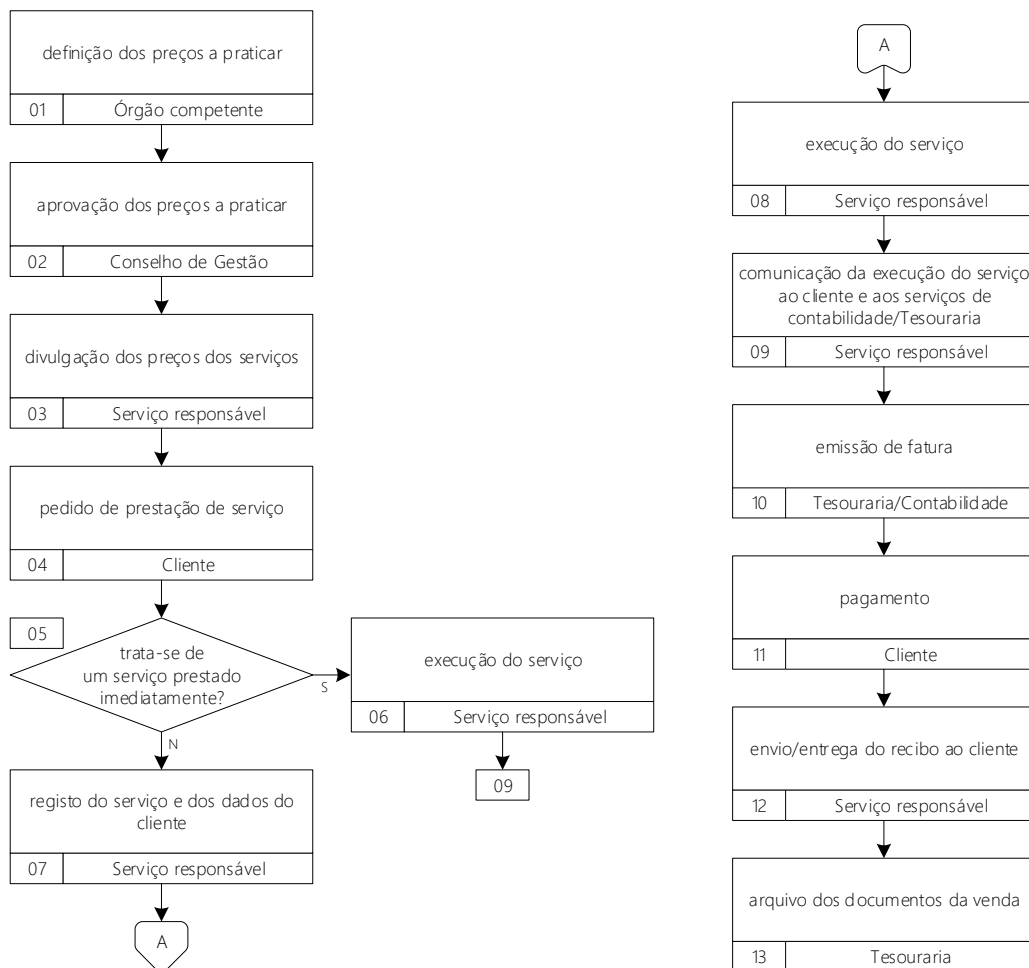 definição dos preços a praticar
01 Órgão competente
aprovação dos preços a praticar
02 Conselho de Gestão
divulgação dos preços dos serviços
03 Serviço responsável
pedido de prestação de serviço
04 Cliente
05
trata-se de
um serviço prestado
imediatamente?
S
N
execução do serviço
06 Serviço responsável
09
registo do serviço e dos dados do
cliente
07 Serviço responsável
A
A
execução do serviço
08 Serviço responsável
comunicação da execução do serviço
ao cliente e aos serviços de
contabilidade/Tesouraria
09 Serviço responsável
emissão de fatura
10 Tesouraria/Contabilidade
pagamento
11 Cliente
envio/entrega do recibo ao cliente
12 Serviço responsável
arquivo dos documentos da venda
13 Tesouraria